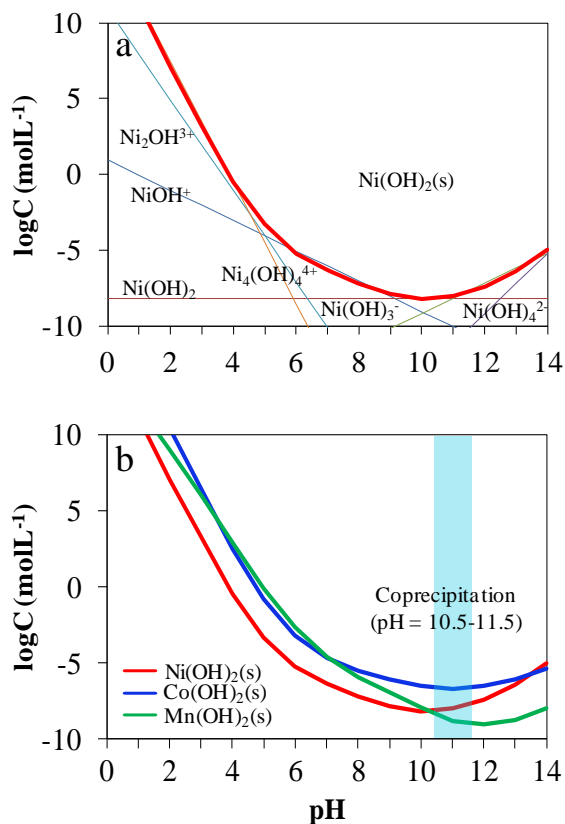 a
10
5
0
-5
-10
logC (molL⁻¹)
0 2 4 6 8 10 12 14
Ni₂OH³⁺
NiOH⁺
Ni(OH)₂(s)
Ni₄(OH)₄⁴⁺
Ni(OH)₂
Ni(OH)₃⁻
Ni(OH)₄²⁻
b
10
5
0
-5
-10
logC (molL⁻¹)
Coprecipitation
(pH = 10.5-11.5)
Ni(OH)₂(s)
Co(OH)₂(s)
Mn(OH)₂(s)
0 2 4 6 8 10 12 14
pH